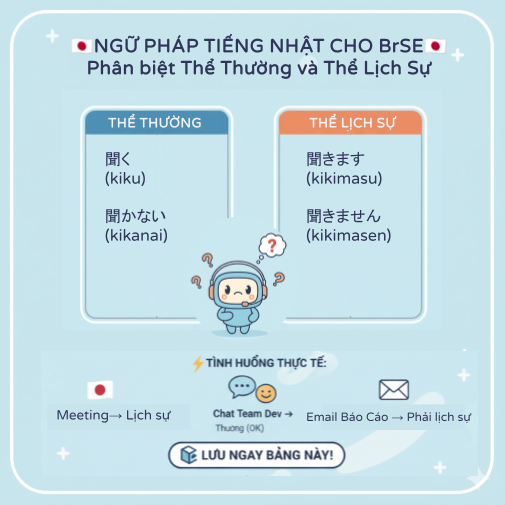 🇯🇵NGỮ PHÁP TIẾNG NHẬT CHO BrSE🇯🇵
Phân biệt Thể Thường và Thể Lịch Sự
THỂ THƯỜNG
聞く
(kiku)
聞かない
(kikanai)
THỂ LỊCH SỰ
聞きます
(kikimasu)
聞きません
(kikimasen)
?
? ? ?
⚡TÌNH HUỐNG THỰC TẾ:
Meeting→ Lịch sự
Chat Team Dev →
Thường (OK)
Email Báo Cáo → Phải lịch sự
LƯU NGAY BẢNG NÀY!